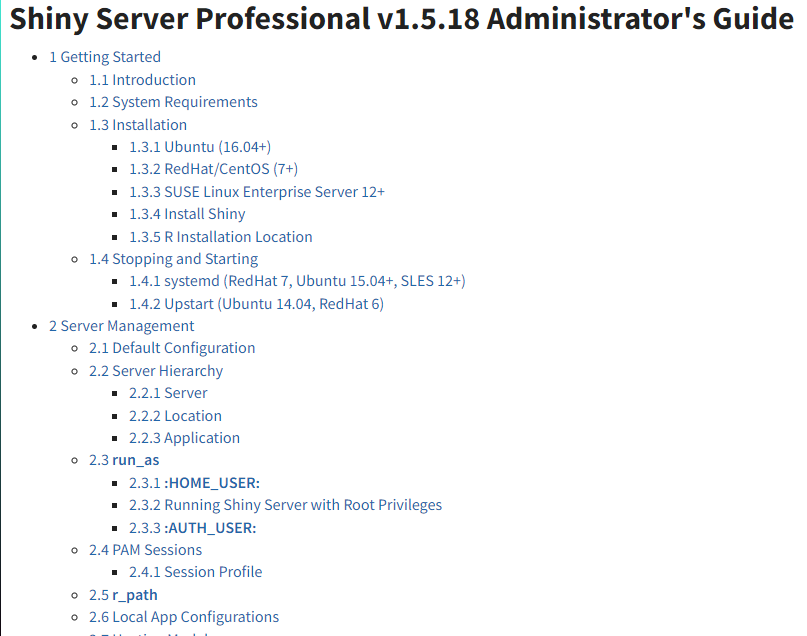 Shiny Server Professional v1.5.18 Administrator's Guide
1 Getting Started
1.1 Introduction
1.2 System Requirements
1.3 Installation
1.3.1 Ubuntu (16.04+)
1.3.2 RedHat/CentOS (7+)
1.3.3 SUSE Linux Enterprise Server 12+
1.3.4 Install Shiny
1.3.5 R Installation Location
1.4 Stopping and Starting
1.4.1 systemd (RedHat 7, Ubuntu 15.04+, SLES 12+)
1.4.2 Upstart (Ubuntu 14.04, RedHat 6)
2 Server Management
2.1 Default Configuration
2.2 Server Hierarchy
2.2.1 Server
2.2.2 Location
2.2.3 Application
2.3 run_as
2.3.1 :HOME_USER:
2.3.2 Running Shiny Server with Root Privileges
2.3.3 :AUTH_USER:
2.4 PAM Sessions
2.4.1 Session Profile
2.5 r_path
2.6 Local App Configurations